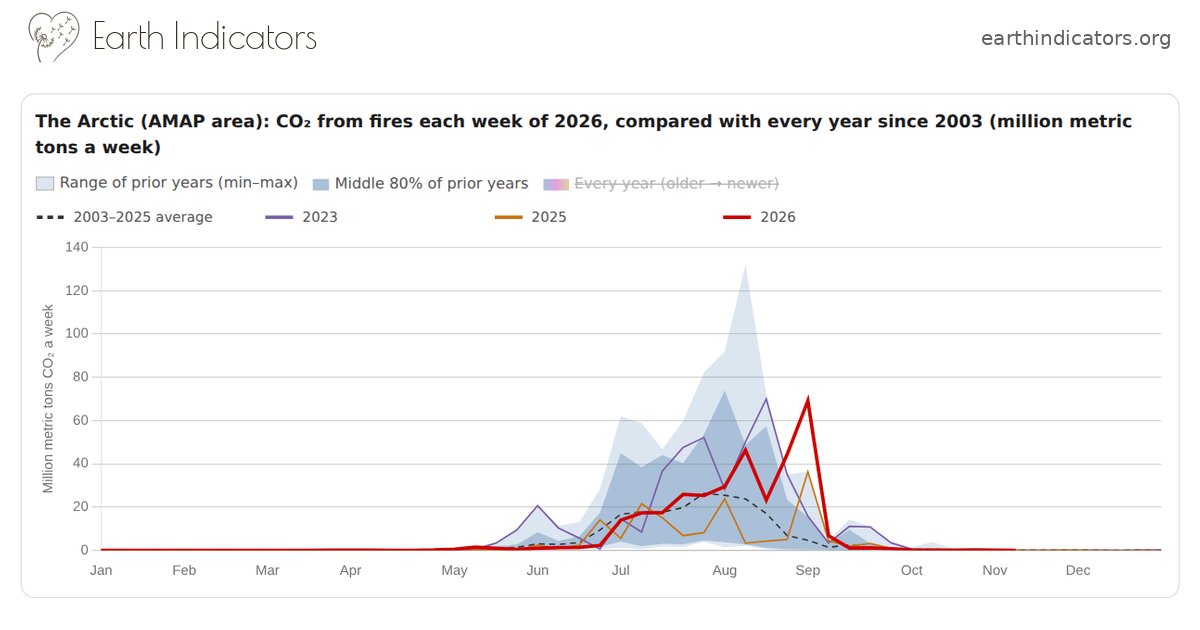 Earth Indicators
earthindicators.org
The Arctic (AMAP area): CO₂ from fires each week of 2026, compared with every year since 2003 (million metric
tons a week)
Range of prior years (min–max)
Middle 80% of prior years
Every year (older → newer)
2003–2025 average
2023
2025
2026
Million metric tons CO₂ a week
140
120
100
80
60
40
20
0
Jan
Feb
Mar
Apr
May
Jun
Jul
Aug
Sep
Oct
Nov
Dec